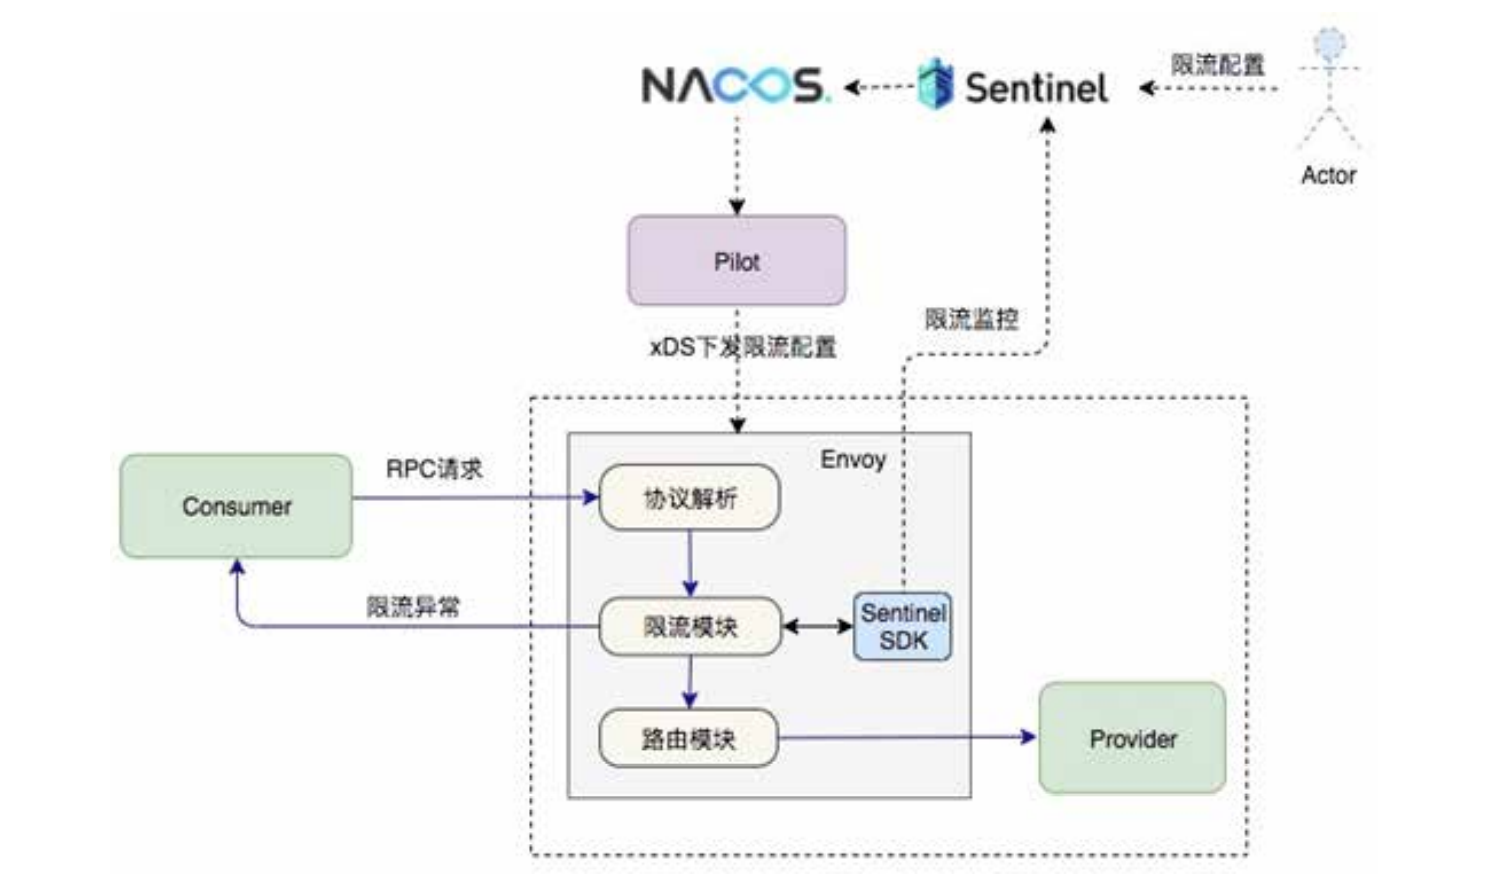 限流配置
NACOS.
Sentinel
Actor
Pilot
限流监控
xDS下发限流配置
Envoy
RPC请求
协议解析
Consumer
限流异常
限流模块
Sentinel
SDK
路由模块
Provider